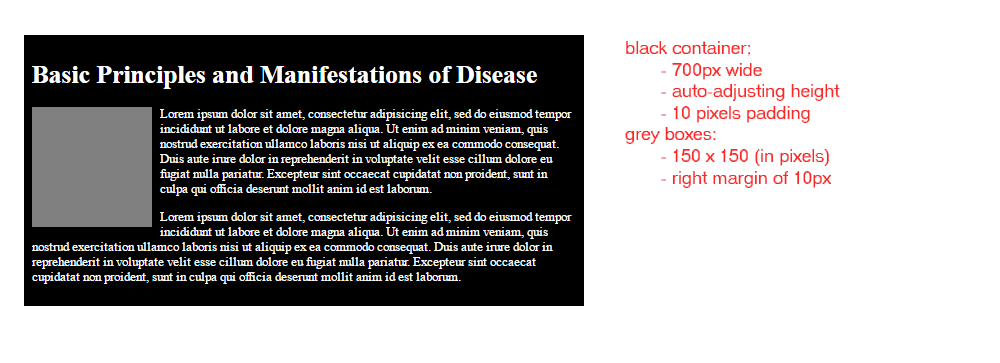 Basic Principles and Manifestations of Disease
Lorem ipsum dolor sit amet, consectetur adipisicing elit, sed do eiusmod tempor
incididunt ut labore et dolore magna aliqua. Ut enim ad minim veniam, quis
nostrud exercitation ullamco laboris nisi ut aliquip ex ea commodo consequat.
Duis aute irure dolor in reprehenderit in voluptate velit esse cillum dolore eu
fugiat nulla pariatur. Excepteur sint occaecat cupidatat non proident, sunt in
culpa qui officia deserunt mollit anim id est laborum.
Lorem ipsum dolor sit amet, consectetur adipisicing elit, sed do eiusmod tempor
incididunt ut labore et dolore magna aliqua. Ut enim ad minim veniam, quis
nostrud exercitation ullamco laboris nisi ut aliquip ex ea commodo consequat. Duis aute irure dolor in
reprehenderit in voluptate velit esse cillum dolore eu fugiat nulla pariatur. Excepteur sint occaecat
cupidatat non proident, sunt in culpa qui officia deserunt mollit anim id est laborum.
black container:
- 700px wide
- auto-adjusting height
- 10 pixels padding
grey boxes:
- 150 x 150 (in pixels)
- right margin of 10px